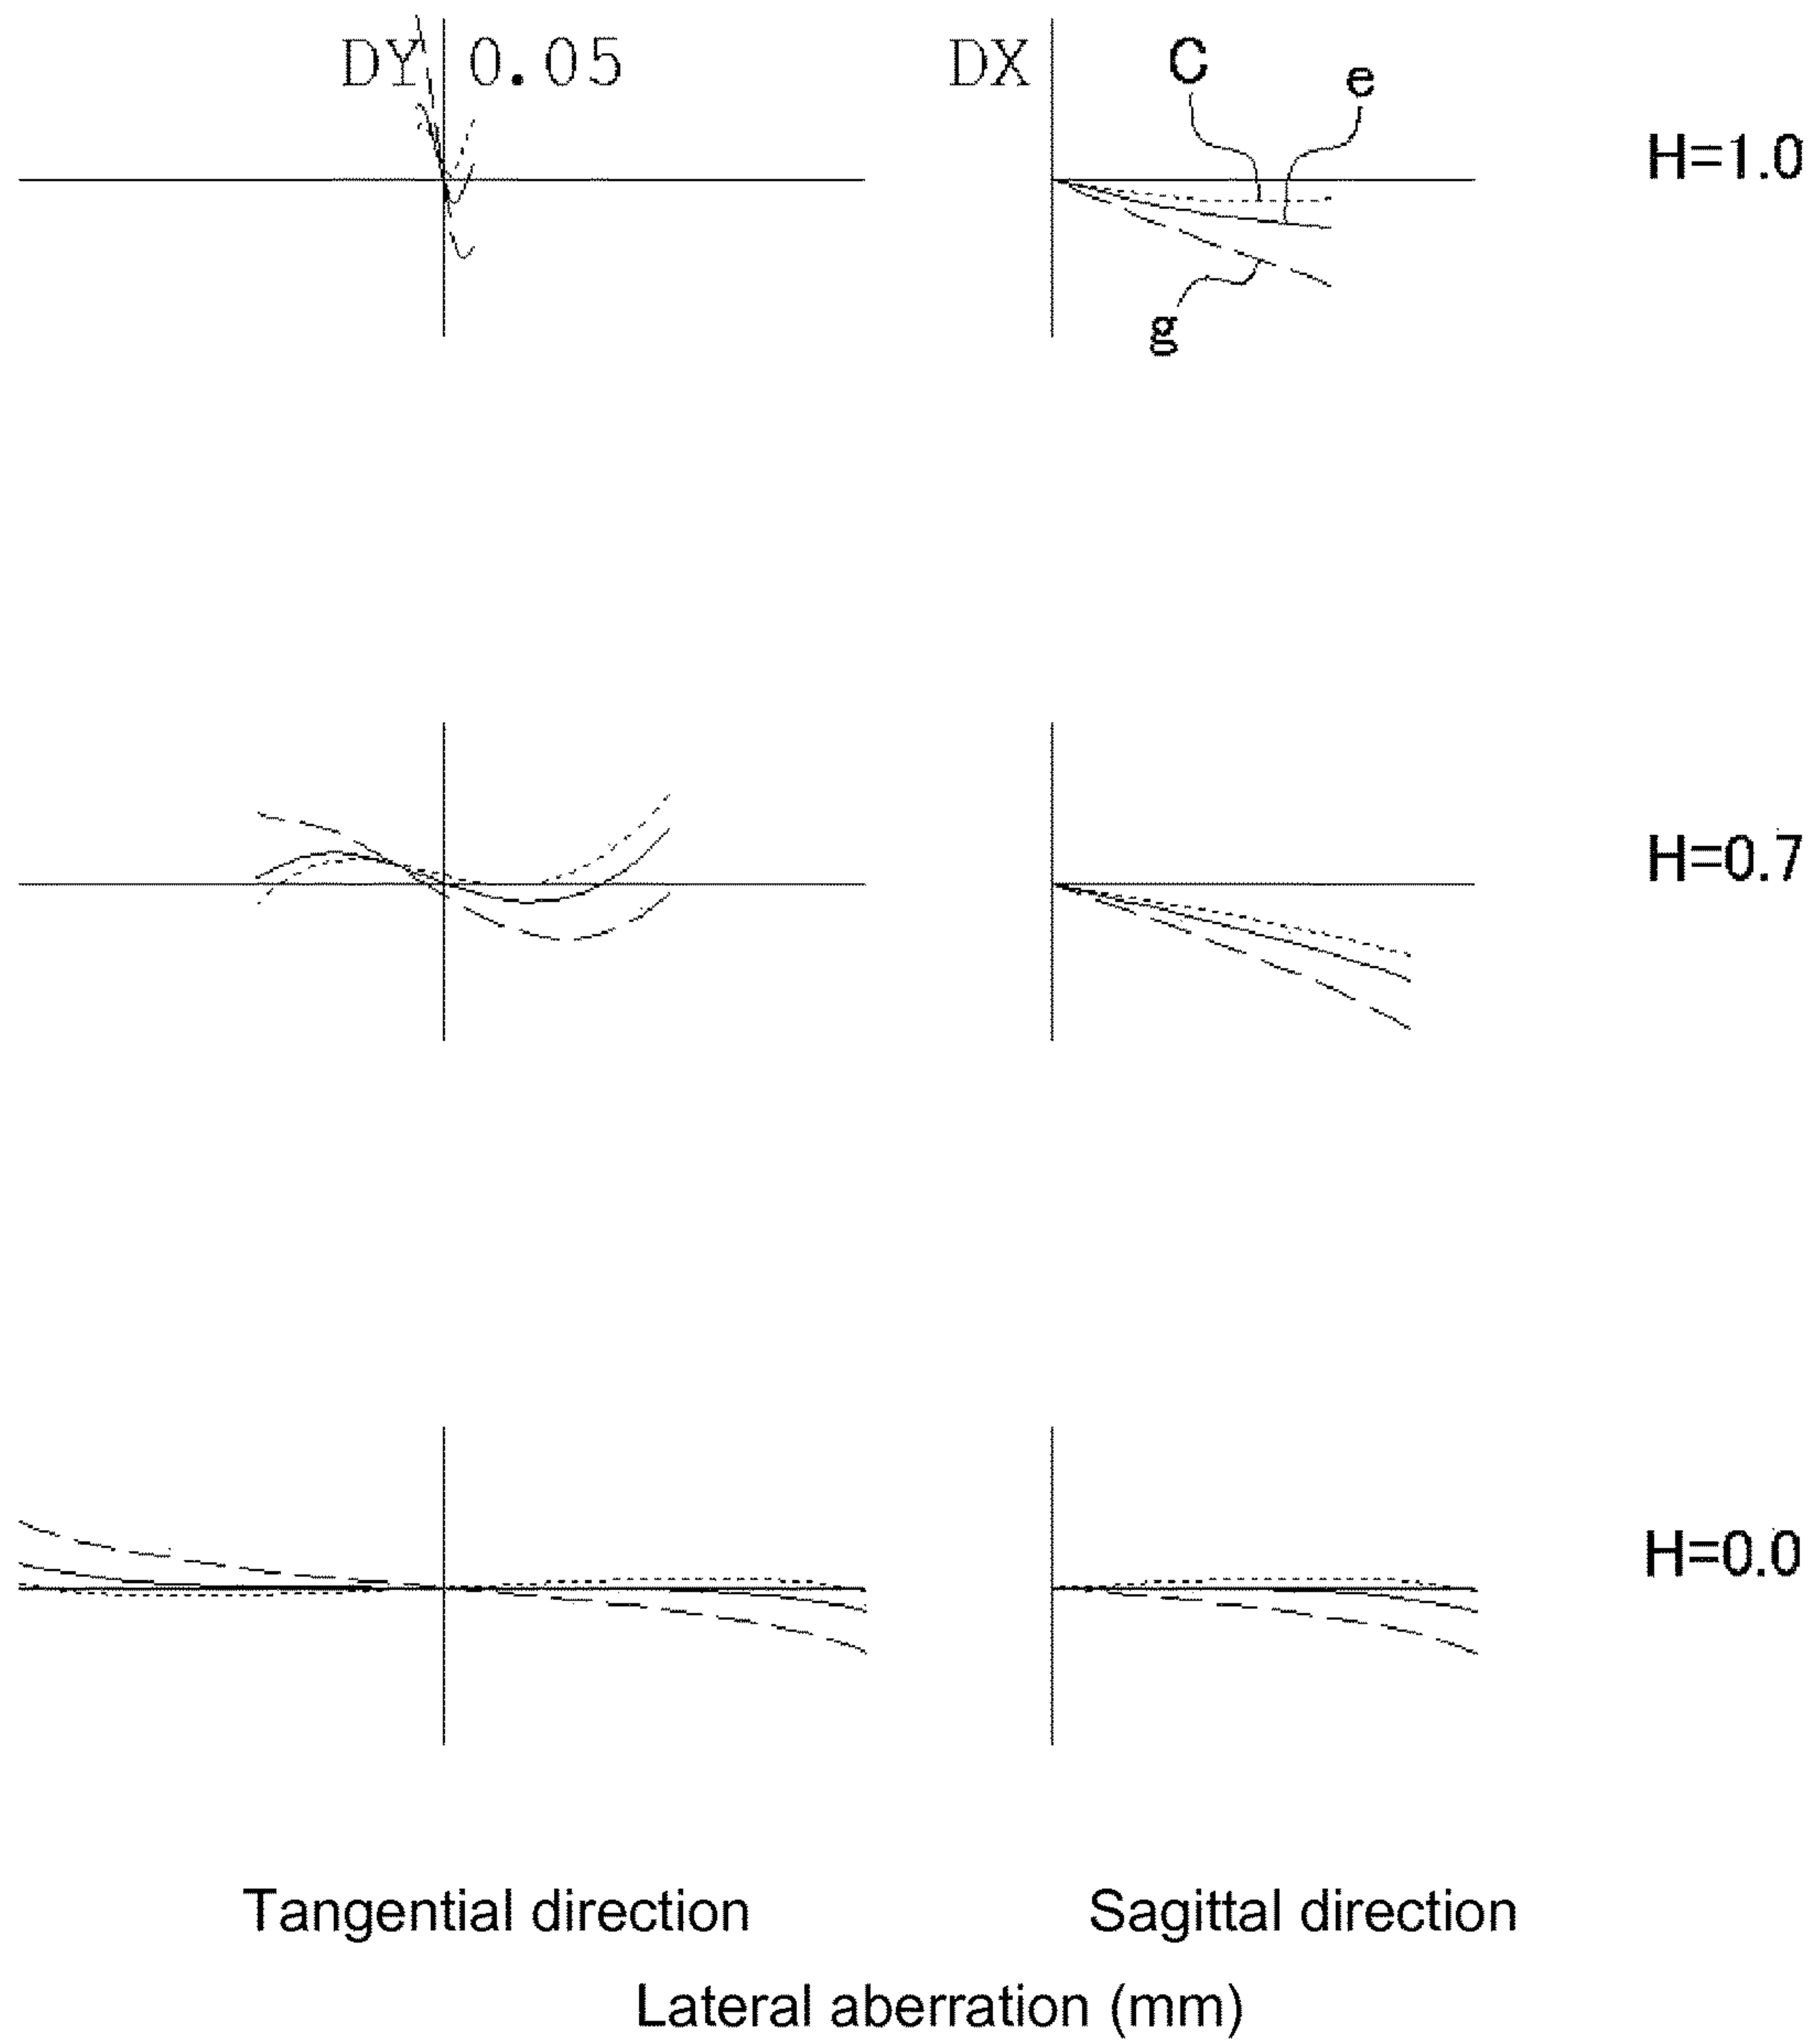 DY 0.05 DX C e H=1.0
g
H=0.7
H=0.0
Tangential direction Sagittal direction
Lateral aberration (mm)